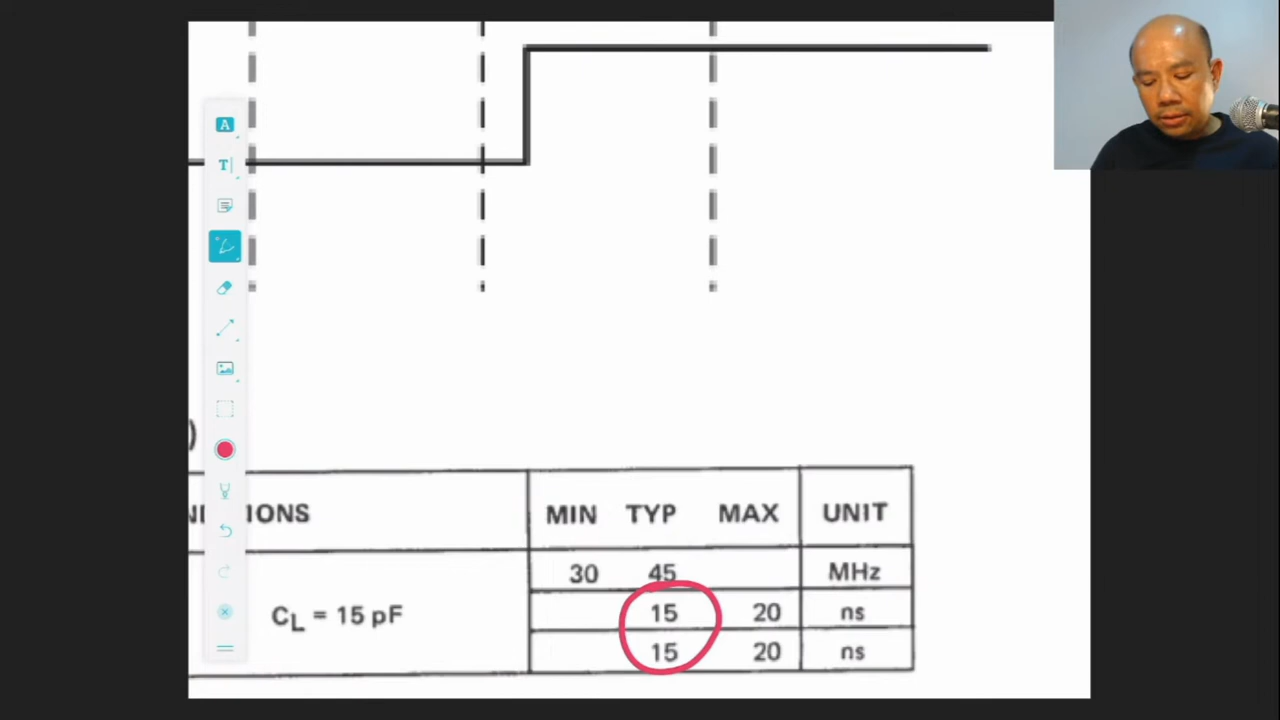 A
T
)
IONS MIN TYP MAX UNIT
30 45 MHz
CL = 15 pF 15 20 ns
15 20 ns